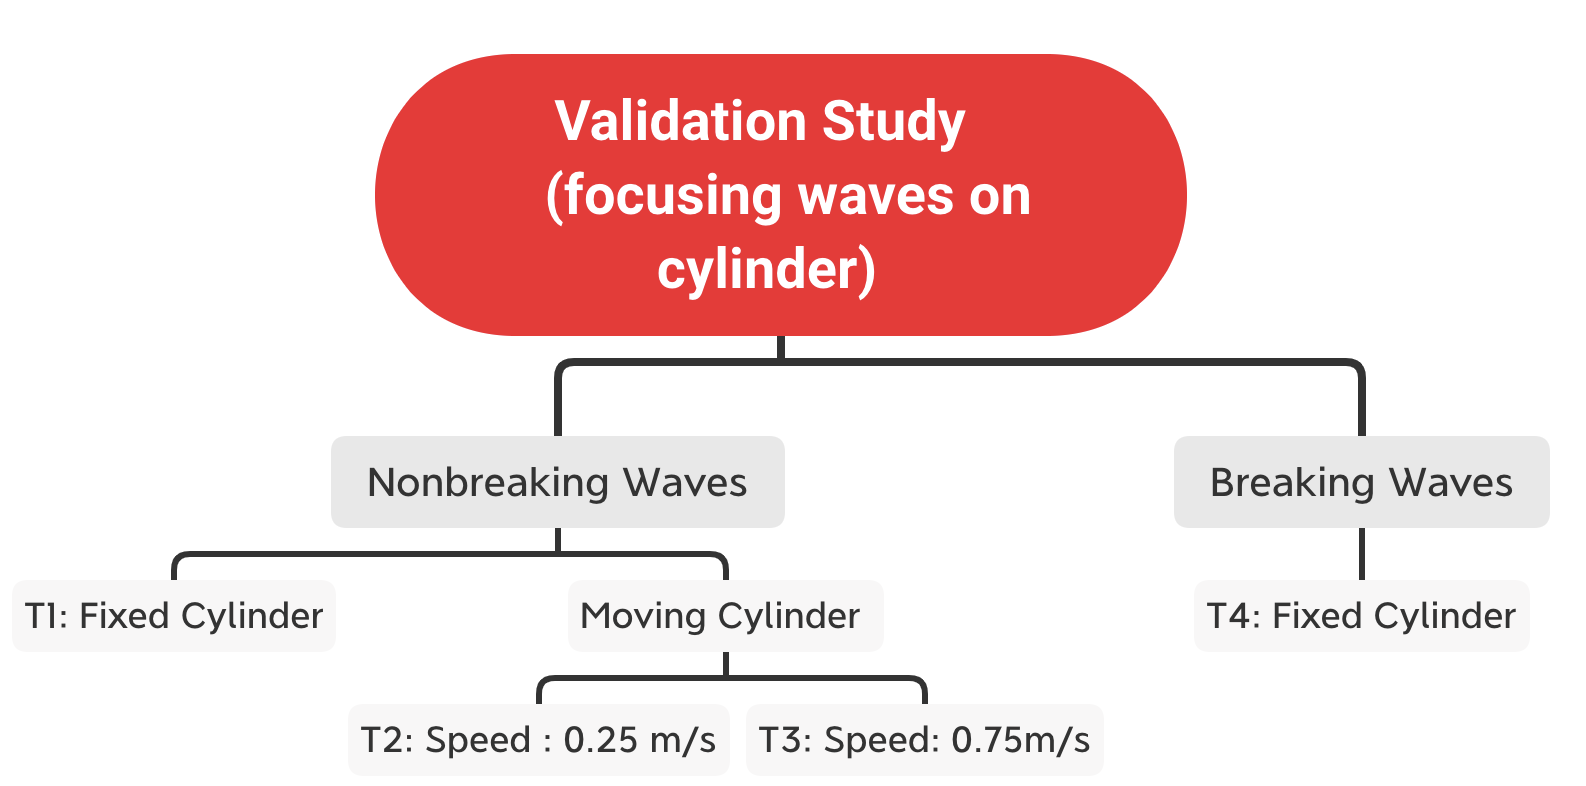 Validation Study
(focusing waves on
cylinder)
Nonbreaking Waves
Breaking Waves
T1: Fixed Cylinder
Moving Cylinder
T4: Fixed Cylinder
T2: Speed : 0.25 m/s
T3: Speed: 0.75m/s